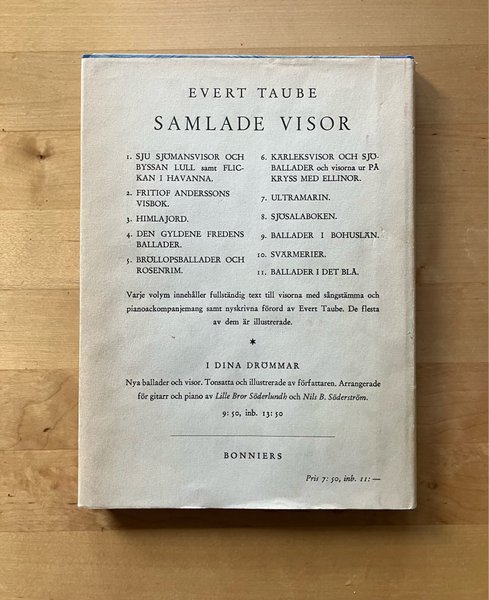 EVERT TAUBE
SAMLADE VISOR
1. SJU SJÖMANSVISOR OCH
BYSSAN LULL samt FLIC-
KAN I HAVANNA.
2. FRITIOF ANDERSSONS
VISBOK.
3. HIMLAJORD.
4. DEN GYLDENE FREDENS
BALLADER.
5. BRÖLLOPSBALLADER OCH
ROSENRIM.
6. KÄRLEKSVISOR OCH SJÖ-
BALLADER och visorna ur PÅ
KRYSS MED ELLINOR.
7. ULTRAMARIN.
8. SJÖSALABOKEN.
9. BALLADER I BOHUSLÄN.
10. SVÄRMERIER.
11. BALLADER I DET BLÅ.
Varje volym innehåller fullständig text till visorna med sångstämma och
pianoackompanjemang samt nyskrivna förord av Evert Taube. De flesta
av dem är illustrerade.
*
I DINA DRÖMMAR
Nya ballader och visor. Tonsatta och illustrerade av författaren. Arrangerade
för gitarr och piano av Lille Bror Söderlundh och Nils B. Söderström.
9: 50, inb. 13: 50
BONNIERS
Pris 7: 50, inb. 11: —